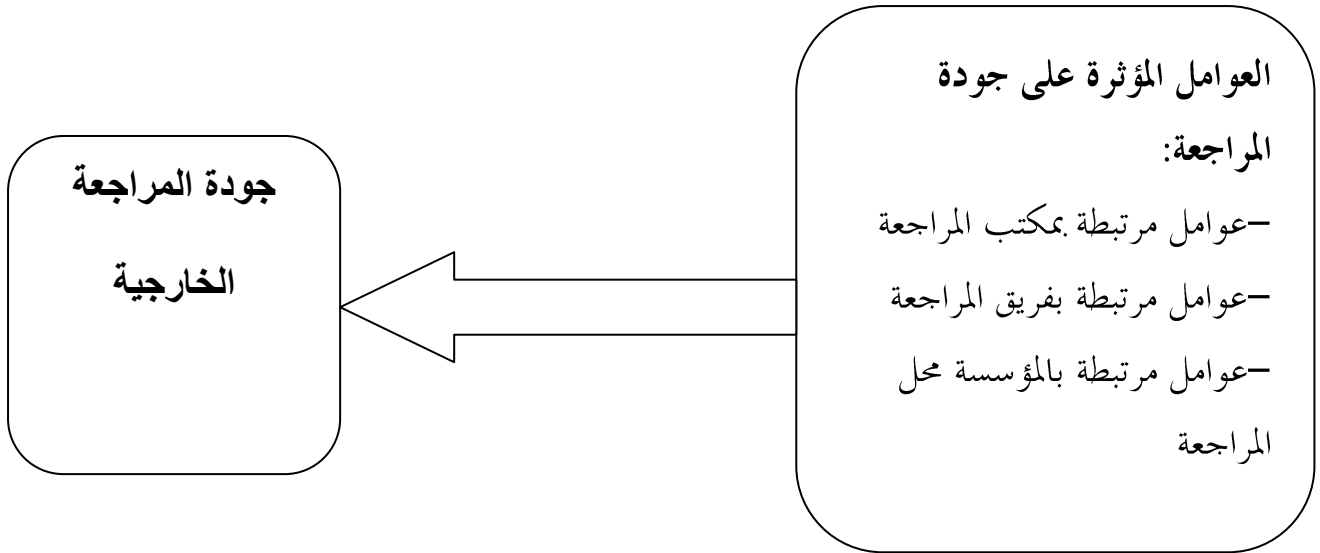 العوامل المؤثرة على جودة
المراجعة:
–عوامل مرتبطة بمكتب المراجعة
–عوامل مرتبطة بفريق المراجعة
–عوامل مرتبطة بالمؤسسة محل
المراجعة
جودة المراجعة
الخارجية